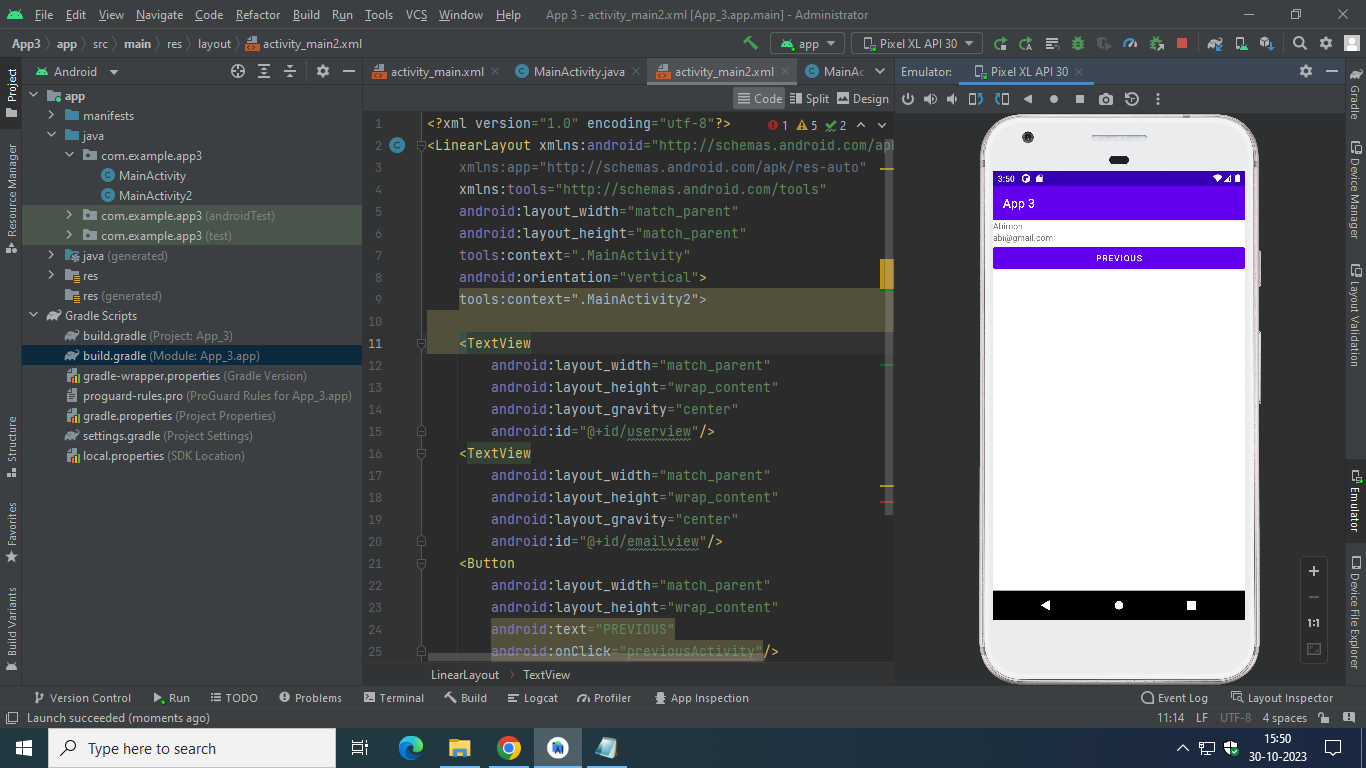 File Edit View Navigate Code Refactor Build Run Tools VCS Window Help App 3 - activity_main2.xml [App_3.app.main] - Administrator
App3 app src main res layout activity_main2.xml app Pixel XL API 30
Project
Android
activity_main.xml MainActivity.java activity_main2.xml MainAc
Emulator: Pixel XL API 30
Code Split Design
app
manifests
java
com.example.app3
MainActivity
MainActivity2
com.example.app3 (androidTest)
com.example.app3 (test)
java (generated)
res
res (generated)
Gradle Scripts
build.gradle (Project: App_3)
build.gradle (Module: App_3.app)
gradle-wrapper.properties (Gradle Version)
proguard-rules.pro (ProGuard Rules for App_3.app)
gradle.properties (Project Properties)
settings.gradle (Project Settings)
local.properties (SDK Location)
Resource Manager
Structure
Favorites
Build Variants
1 <?xml version="1.0" encoding="utf-8"?> 1 5 2
2 <LinearLayout xmlns:android="http://schemas.android.com/apk
3 xmlns:app="http://schemas.android.com/apk/res-auto"
4 xmlns:tools="http://schemas.android.com/tools"
5 android:layout_width="match_parent"
6 android:layout_height="match_parent"
7 tools:context=".MainActivity"
8 android:orientation="vertical">
9 tools:context=".MainActivity2">
10
11 <TextView
12 android:layout_width="match_parent"
13 android:layout_height="wrap_content"
14 android:layout_gravity="center"
15 android:id="@+id/userview"/>
16 <TextView
17 android:layout_width="match_parent"
18 android:layout_height="wrap_content"
19 android:layout_gravity="center"
20 android:id="@+id/emailview"/>
21 <Button
22 android:layout_width="match_parent"
23 android:layout_height="wrap_content"
24 android:text="PREVIOUS"
25 android:onClick="previousActivity"/>
LinearLayout TextView
3:50
App 3
Abimon
abi@gmail.com
PREVIOUS
1:1
Gradle
Device Manager
Layout Validation
Emulator
Device File Explorer
Version Control Run TODO Problems Terminal Build Logcat Profiler App Inspection Event Log Layout Inspector
Launch succeeded (moments ago) 11:14 LF UTF-8 4 spaces
Type here to search
15:50
30-10-2023